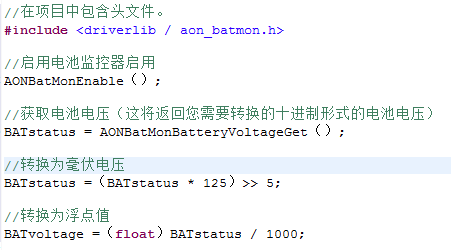 //在项目中包含头文件。
#include <driverlib / aon_batmon.h>
//启用电池监控器启用
AONBatMonEnable（）;
//获取电池电压（这将返回您需要转换的十进制形式的电池电压）
BATstatus = AONBatMonBatteryVoltageGet（）;
//转换为毫伏电压
BATstatus =（BATstatus * 125）>> 5;
//转换为浮点值
BATvoltage =（float）BATstatus / 1000;